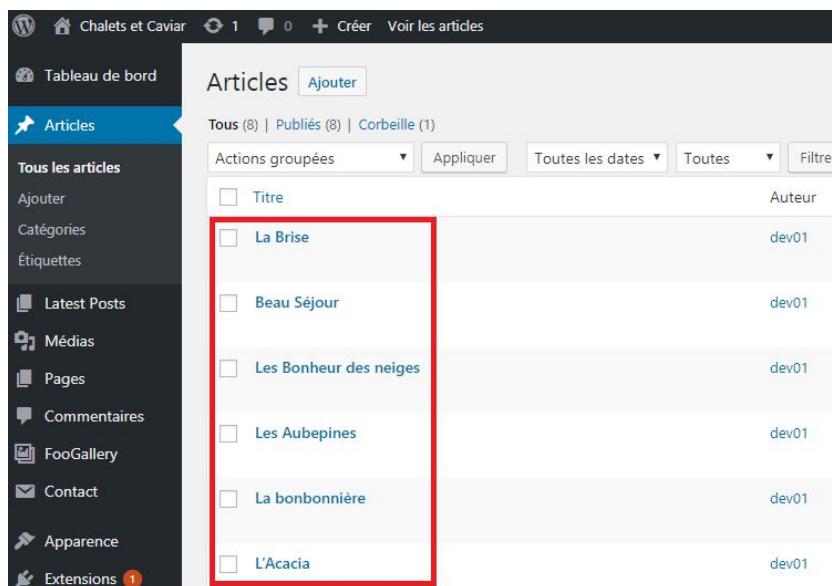 Chalets et Caviar 1 0 + Créer Voir les articles
Tableau de bord
Articles
Tous les articles
Ajouter
Catégories
Étiquettes
Latest Posts
Médias
Pages
Commentaires
FooGallery
Contact
Apparence
Extensions 1
Articles Ajouter
Tous (8) | Publiés (8) | Corbeille (1)
Actions groupées Appliquer Toutes les dates Toutes Filtre
Titre Auteur
La Brise dev01
Beau Séjour dev01
Les Bonheur des neiges dev01
Les Aubepines dev01
La bonbonnière dev01
L'Acacia dev01